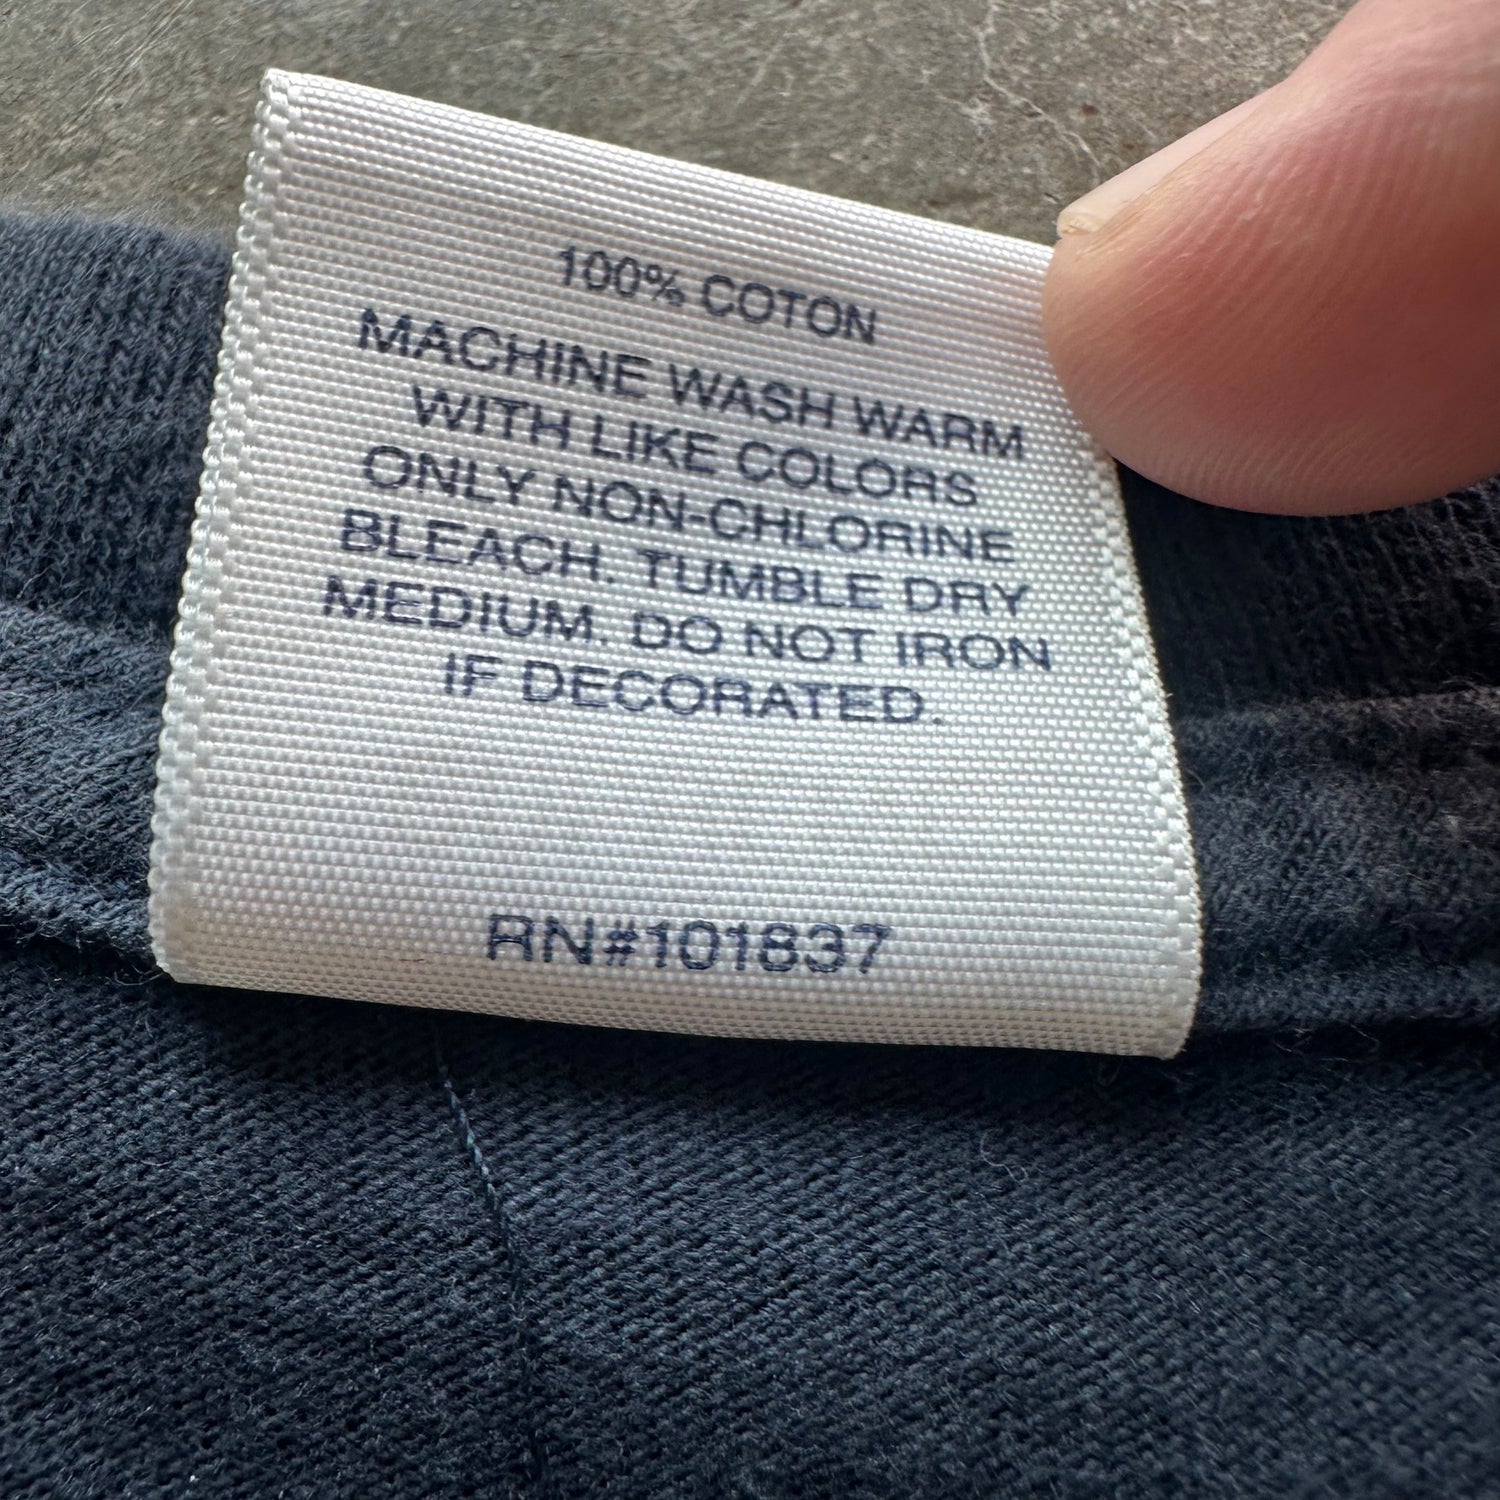 100% COTON
MACHINE WASH WARM
WITH LIKE COLORS
ONLY NON-CHLORINE
BLEACH. TUMBLE DRY
MEDIUM. DO NOT IRON
IF DECORATED.
RN#101837